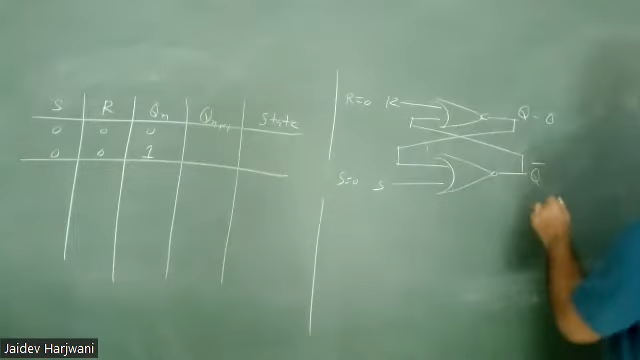 S R Qn Qn+1 State
0 0 0
0 0 1
R=0 R
Q - 0
S=0 S
Q̅
Jaidev Harjwani